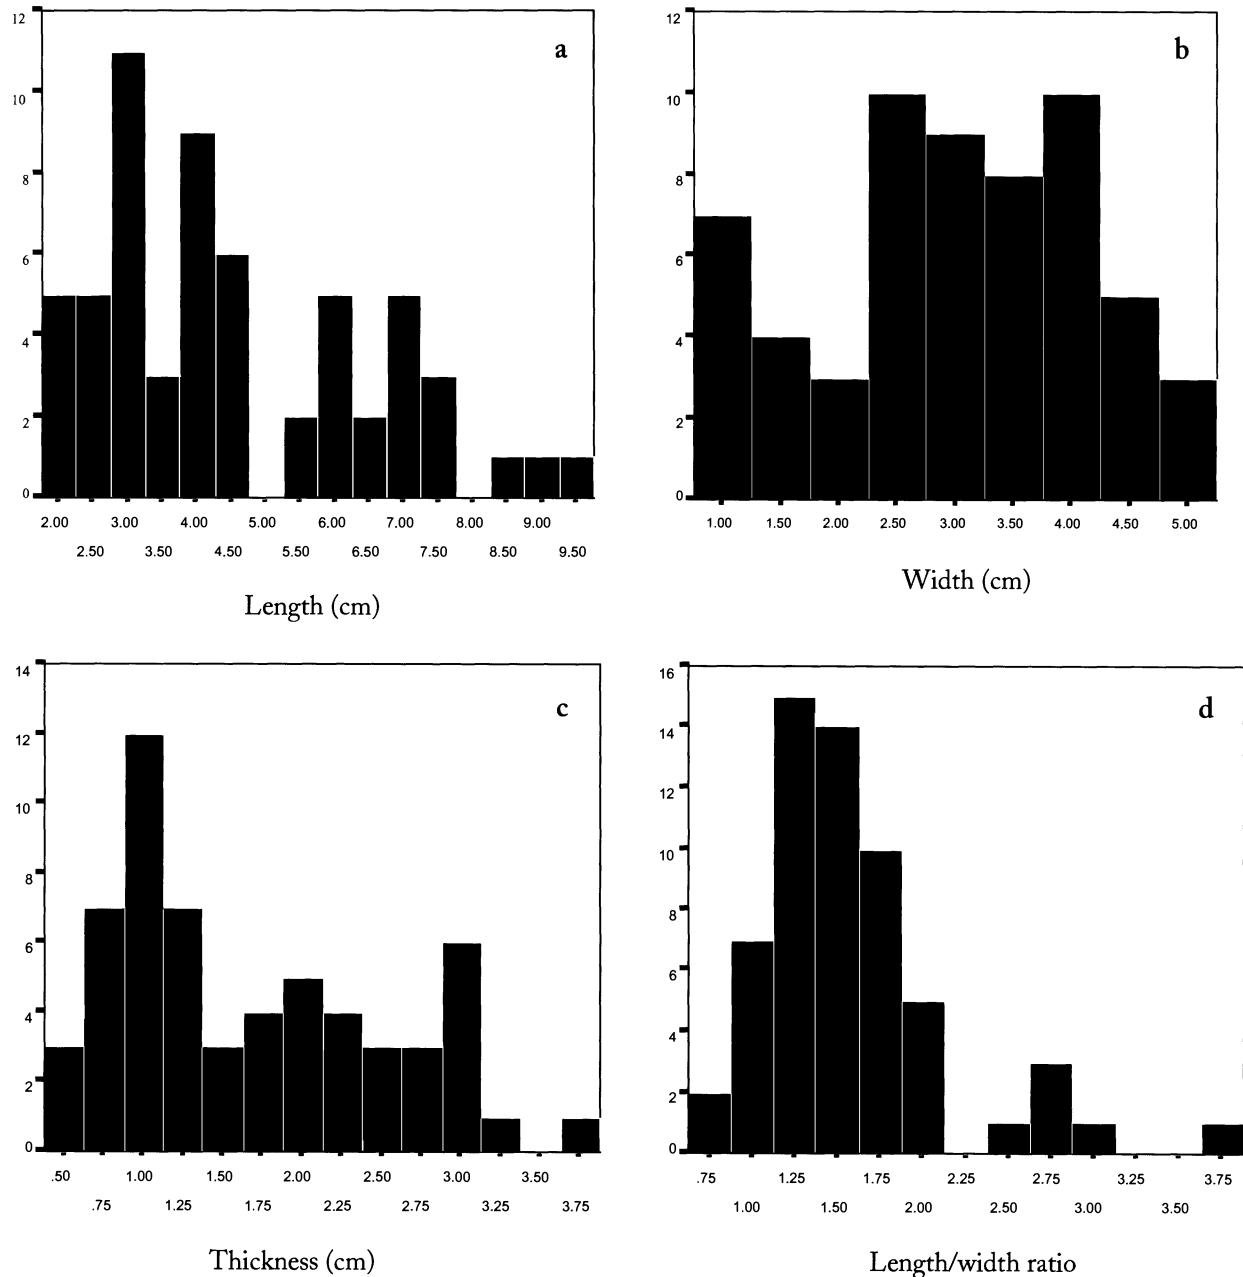 12
10
8
6
4
2
0
a
2.00 3.00 4.00 5.00 6.00 7.00 8.00 9.00
2.50 3.50 4.50 5.50 6.50 7.50 8.50 9.50
Length (cm)
12
10
8
6
4
2
0
b
1.00 1.50 2.00 2.50 3.00 3.50 4.00 4.50 5.00
Width (cm)
14
12
10
8
6
4
2
0
c
.50 1.00 1.50 2.00 2.50 3.00 3.50
.75 1.25 1.75 2.25 2.75 3.25 3.75
Thickness (cm)
16
14
12
10
8
6
4
2
0
d
.75 1.25 1.75 2.25 2.75 3.25 3.75
1.00 1.50 2.00 2.50 3.00 3.50
Length/width ratio